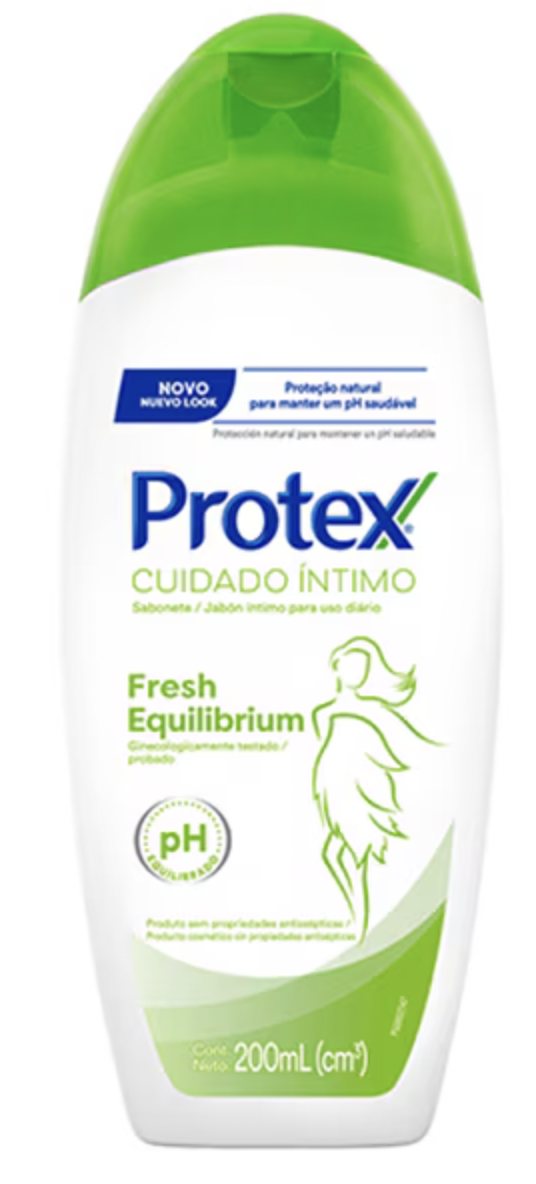 NOVO
NUEVO LOOK
Proteção natural
para manter um pH saudável
Protección natural para mantener un pH saludable
Protex®
CUIDADO ÍNTIMO
Sabonete / Jabón íntimo para uso diário
Fresh
Equilibrium
Ginecologicamente testado /
probado
pH
EQUILIBRADO
Produto sem propriedades antissépticas /
Producto cosmético sin propiedades antisépticas
Cont.
Neto:
200mL (cm³)